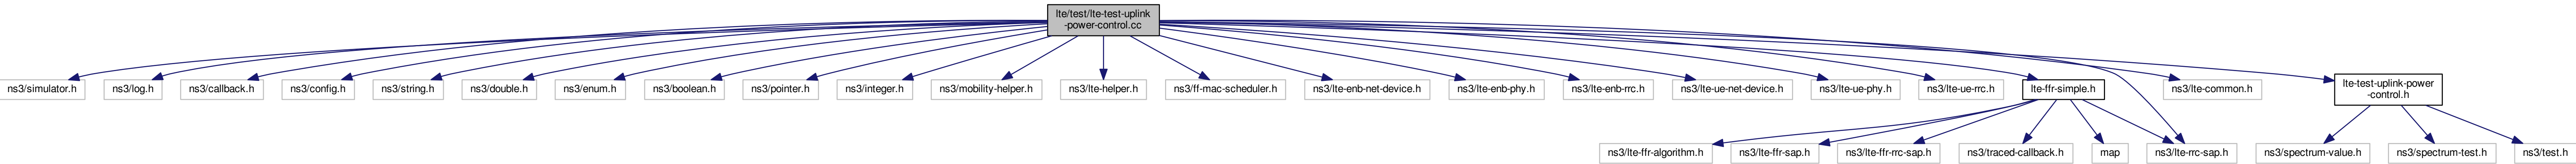 lte/test/lte-test-uplink
-power-control.cc
ns3/simulator.h
ns3/log.h
ns3/callback.h
ns3/config.h
ns3/string.h
ns3/double.h
ns3/enum.h
ns3/boolean.h
ns3/pointer.h
ns3/integer.h
ns3/mobility-helper.h
ns3/lte-helper.h
ns3/ff-mac-scheduler.h
ns3/lte-enb-net-device.h
ns3/lte-enb-phy.h
ns3/lte-enb-rrc.h
ns3/lte-ue-net-device.h
ns3/lte-ue-phy.h
ns3/lte-ue-rrc.h
lte-ffr-simple.h
ns3/lte-common.h
lte-test-uplink-power
-control.h
ns3/lte-ffr-algorithm.h
ns3/lte-ffr-sap.h
ns3/lte-ffr-rrc-sap.h
ns3/traced-callback.h
map
ns3/lte-rrc-sap.h
ns3/spectrum-value.h
ns3/spectrum-test.h
ns3/test.h